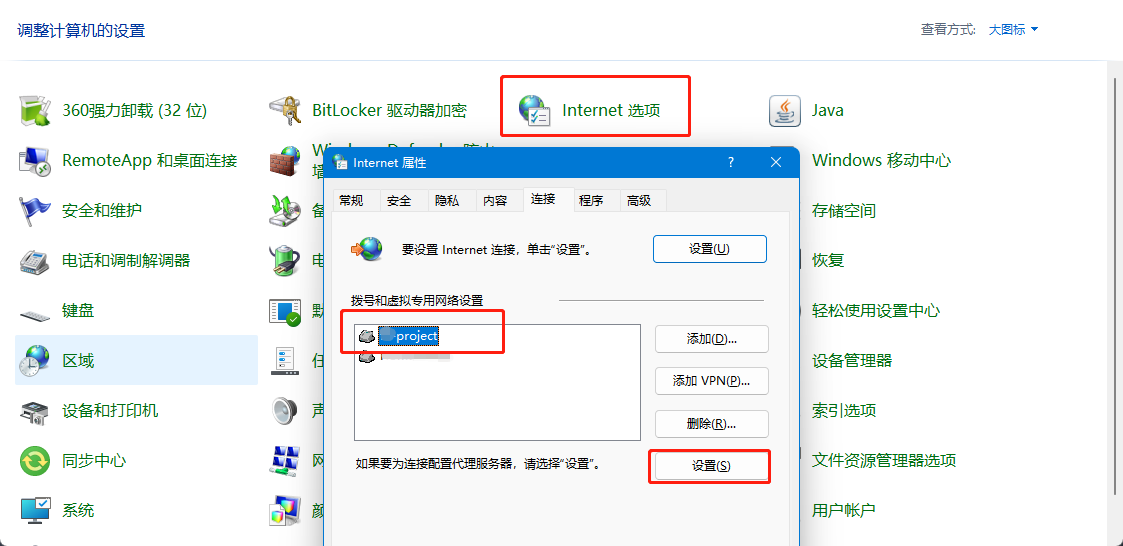 调整计算机的设置
查看方式: 大图标
360强力卸载 (32 位)
BitLocker 驱动器加密
Internet 选项
Java
RemoteApp 和桌面连接
Windows 移动中心
安全和维护
存储空间
电话和调制解调器
恢复
键盘
轻松使用设置中心
区域
设备管理器
设备和打印机
索引选项
同步中心
文件资源管理器选项
系统
用户帐户
墙
备
电
默
任
声
网
颜
Internet 属性
?
常规 安全 隐私 内容 连接 程序 高级
要设置 Internet 连接，单击“设置”。
设置(U)
拨号和虚拟专用网络设置
project
添加(D)...
添加 VPN(P)...
删除(R)...
如果要为连接配置代理服务器，请选择“设置”。
设置(S)